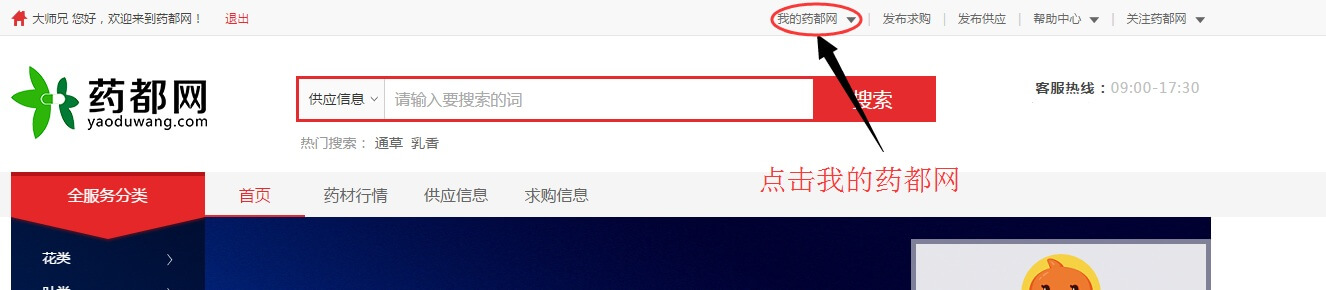 大师兄 您好，欢迎来到药都网！ 退出 我的药都网 发布求购 发布供应 帮助中心 关注药都网
药都网
yaoduwang.com
供应信息 请输入要搜索的词 搜索
客服热线：09:00-17:30
热门搜索： 通草 乳香
点击我的药都网
全服务分类 首页 药材行情 供应信息 求购信息
花类